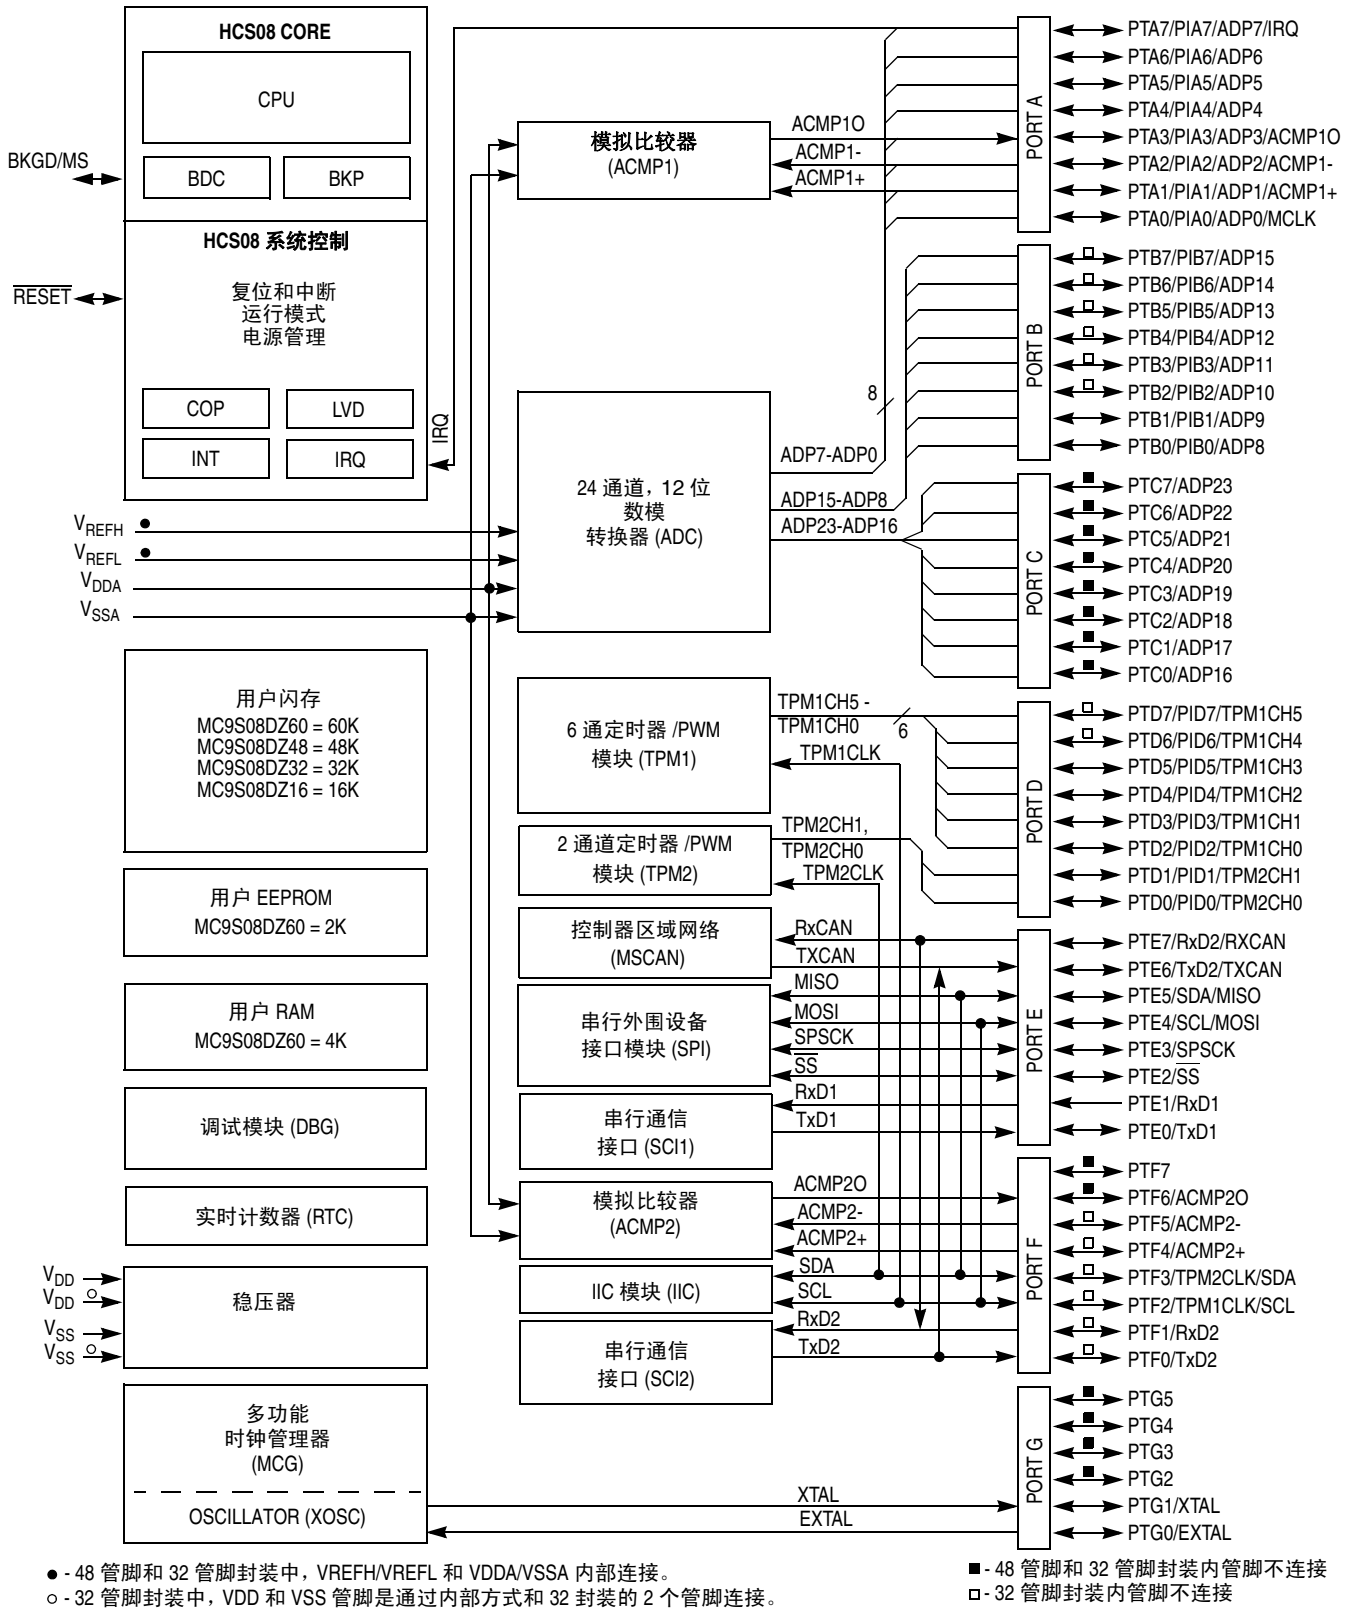 HCS08 CORE
CPU
BDC
BKP
BKGD/MS
HCS08 系统控制
复位和中断
运行模式
电源管理
RESET
COP
LVD
INT
IRQ
IRQ
VREFH ●
VREFL ●
VDDA
VSSA
用户闪存
MC9S08DZ60 = 60K
MC9S08DZ48 = 48K
MC9S08DZ32 = 32K
MC9S08DZ16 = 16K
用户 EEPROM
MC9S08DZ60 = 2K
用户 RAM
MC9S08DZ60 = 4K
调试模块 (DBG)
实时计数器 (RTC)
VDD
VDD ○
VSS
VSS ○
稳压器
多功能
时钟管理器
(MCG)
OSCILLATOR (XOSC)
模拟比较器
(ACMP1)
ACMP1O
ACMP1-
ACMP1+
24 通道，12 位
数模
转换器 (ADC)
8
ADP7-ADP0
ADP15-ADP8
ADP23-ADP16
6 通定时器 /PWM
模块 (TPM1)
TPM1CH5 -
TPM1CH0
6
TPM1CLK
2 通道定时器 /PWM
模块 (TPM2)
TPM2CH1,
TPM2CH0
TPM2CLK
控制器区域网络
(MSCAN)
RxCAN
TXCAN
串行外围设备
接口模块 (SPI)
MISO
MOSI
SPSCK
SS
串行通信
接口 (SCI1)
RxD1
TxD1
模拟比较器
(ACMP2)
ACMP2O
ACMP2-
ACMP2+
IIC 模块 (IIC)
SDA
SCL
串行通信
接口 (SCI2)
RxD2
TxD2
XTAL
EXTAL
PORT A
PTA7/PIA7/ADP7/IRQ
PTA6/PIA6/ADP6
PTA5/PIA5/ADP5
PTA4/PIA4/ADP4
PTA3/PIA3/ADP3/ACMP1O
PTA2/PIA2/ADP2/ACMP1-
PTA1/PIA1/ADP1/ACMP1+
PTA0/PIA0/ADP0/MCLK
PORT B
PTB7/PIB7/ADP15
PTB6/PIB6/ADP14
PTB5/PIB5/ADP13
PTB4/PIB4/ADP12
PTB3/PIB3/ADP11
PTB2/PIB2/ADP10
PTB1/PIB1/ADP9
PTB0/PIB0/ADP8
PORT C
PTC7/ADP23
PTC6/ADP22
PTC5/ADP21
PTC4/ADP20
PTC3/ADP19
PTC2/ADP18
PTC1/ADP17
PTC0/ADP16
PORT D
PTD7/PID7/TPM1CH5
PTD6/PID6/TPM1CH4
PTD5/PID5/TPM1CH3
PTD4/PID4/TPM1CH2
PTD3/PID3/TPM1CH1
PTD2/PID2/TPM1CH0
PTD1/PID1/TPM2CH1
PTD0/PID0/TPM2CH0
PORT E
PTE7/RxD2/RXCAN
PTE6/TxD2/TXCAN
PTE5/SDA/MISO
PTE4/SCL/MOSI
PTE3/SPSCK
PTE2/SS
PTE1/RxD1
PTE0/TxD1
PORT F
PTF7
PTF6/ACMP2O
PTF5/ACMP2-
PTF4/ACMP2+
PTF3/TPM2CLK/SDA
PTF2/TPM1CLK/SCL
PTF1/RxD2
PTF0/TxD2
PORT G
PTG5
PTG4
PTG3
PTG2
PTG1/XTAL
PTG0/EXTAL
● - 48 管脚和 32 管脚封装中，VREFH/VREFL 和 VDDA/VSSA 内部连接。
○ - 32 管脚封装中，VDD 和 VSS 管脚是通过内部方式和 32 封装的 2 个管脚连接。
■ - 48 管脚和 32 管脚封装内管脚不连接
□ - 32 管脚封装内管脚不连接